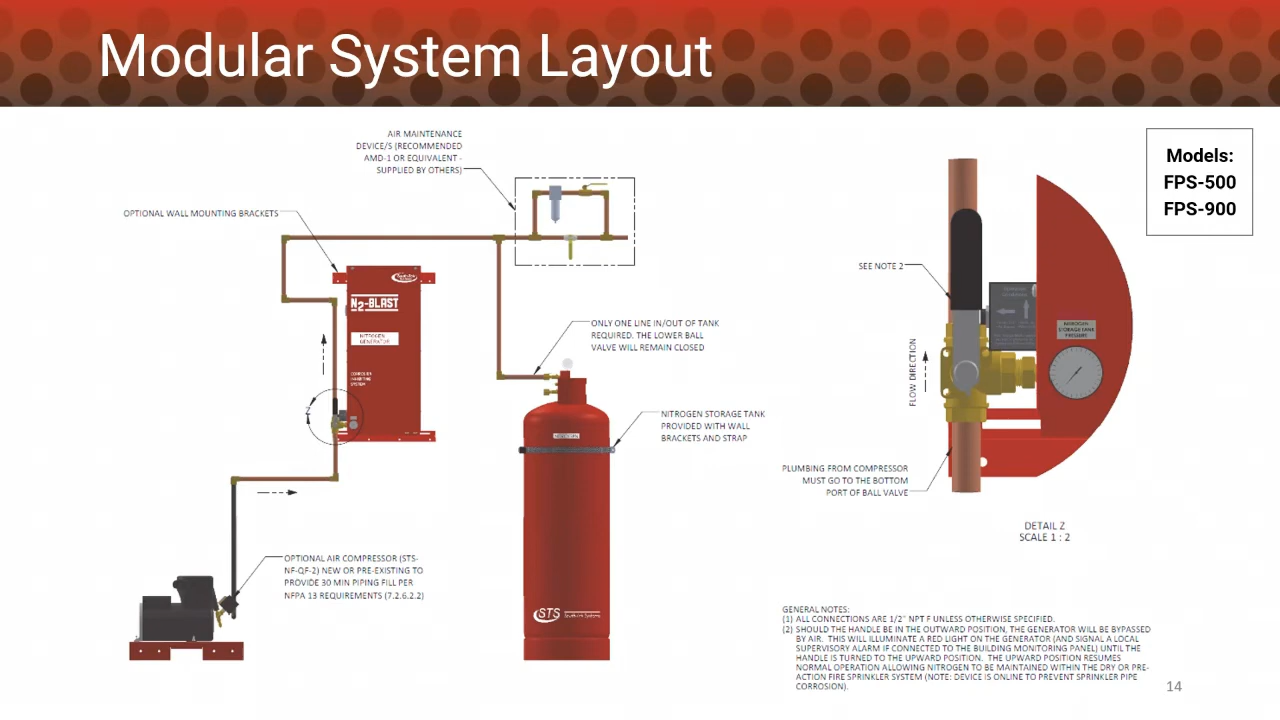 Modular System Layout
Models:
FPS-500
FPS-900
AIR MAINTENANCE
DEVICE/S (RECOMMENDED
AMD-1 OR EQUIVALENT -
SUPPLIED BY OTHERS)
OPTIONAL WALL MOUNTING BRACKETS
N2-BLAST
NITROGEN
GENERATOR
SYSTEM
Z
ONLY ONE LINE IN/OUT OF TANK
REQUIRED. THE LOWER BALL
VALVE WILL REMAIN CLOSED
NITROGEN STORAGE TANK
PROVIDED WITH WALL
BRACKETS AND STRAP
STS
OPTIONAL AIR COMPRESSOR (STS-
NF-QF-2) NEW OR PRE-EXISTING TO
PROVIDE 30 MIN PIPING FILL PER
NFPA 13 REQUIREMENTS (7.2.6.2.2)
SEE NOTE 2
FLOW DIRECTION
NITROGEN
STORAGE TANK
PRESSURE
PLUMBING FROM COMPRESSOR
MUST GO TO THE BOTTOM
PORT OF BALL VALVE
DETAIL Z
SCALE 1 : 2
GENERAL NOTES:
(1) ALL CONNECTIONS ARE 1/2" NPT F UNLESS OTHERWISE SPECIFIED.
(2) SHOULD THE HANDLE BE IN THE OUTWARD POSITION, THE GENERATOR WILL BE BYPASSED
BY AIR. THIS WILL ILLUMINATE A RED LIGHT ON THE GENERATOR (AND SIGNAL A LOCAL
SUPERVISORY ALARM IF CONNECTED TO THE BUILDING MONITORING PANEL) UNTIL THE
HANDLE IS TURNED TO THE UPWARD POSITION. THE UPWARD POSITION RESUMES
NORMAL OPERATION ALLOWING NITROGEN TO BE MAINTAINED WITHIN THE DRY OR PRE-
ACTION FIRE SPRINKLER SYSTEM (NOTE: DEVICE IS ONLINE TO PREVENT SPRINKLER PIPE
CORROSION).
14